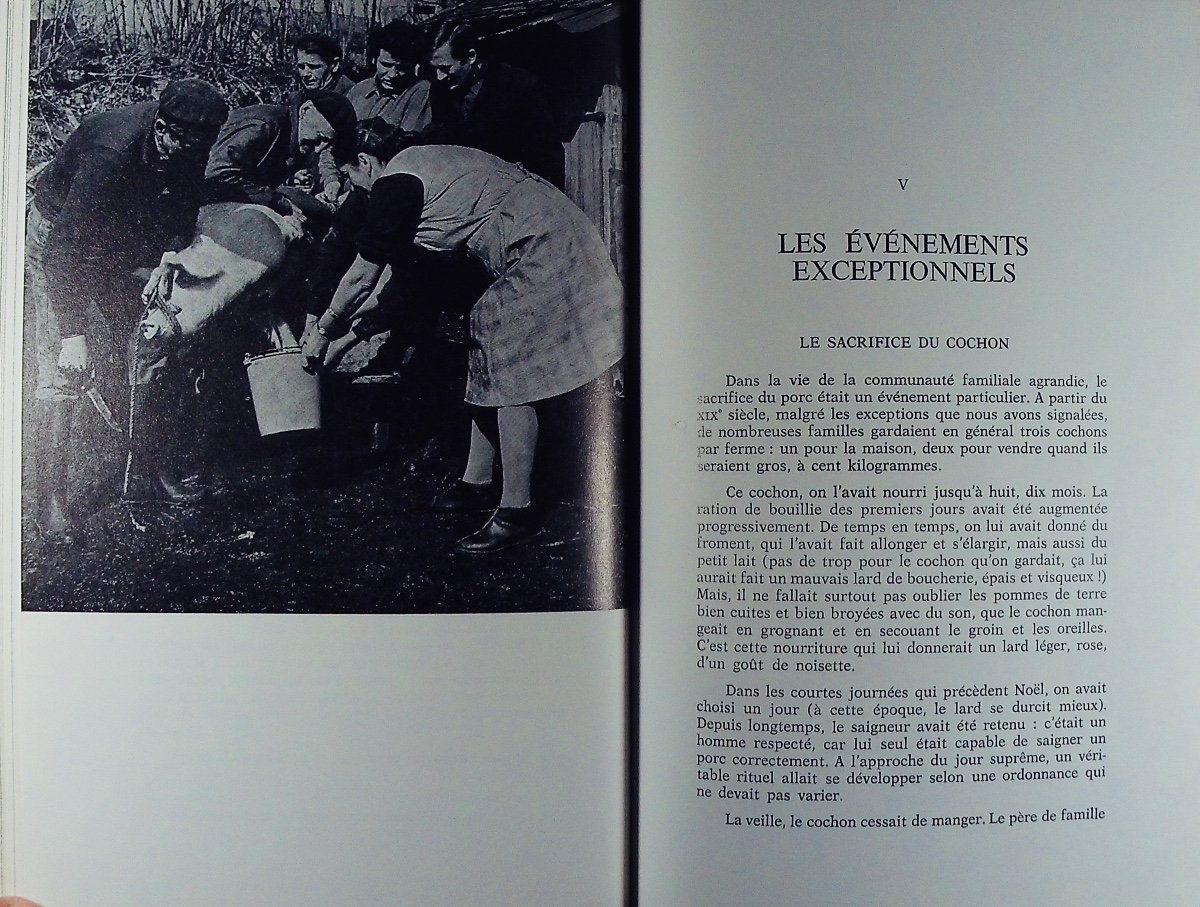 V
LES ÉVÉNEMENTS
EXCEPTIONNELS
LE SACRIFICE DU COCHON
Dans la vie de la communauté familiale agrandie, le
sacrifice du porc était un événement particulier. A partir du
XIXe siècle, malgré les exceptions que nous avons signalées,
de nombreuses familles gardaient en général trois cochons
par ferme : un pour la maison, deux pour vendre quand ils
seraient gros, à cent kilogrammes.
Ce cochon, on l'avait nourri jusqu'à huit, dix mois. La
ration de bouillie des premiers jours avait été augmentée
progressivement. De temps en temps, on lui avait donné du
froment, qui l'avait fait allonger et s'élargir, mais aussi du
petit lait (pas de trop pour le cochon qu'on gardait, ça lui
aurait fait un mauvais lard de boucherie, épais et visqueux !)
Mais, il ne fallait surtout pas oublier les pommes de terre
bien cuites et bien broyées avec du son, que le cochon man-
geait en grognant et en secouant le groin et les oreilles.
C'est cette nourriture qui lui donnerait un lard léger, rose,
d'un goût de noisette.
Dans les courtes journées qui précèdent Noël, on avait
choisi un jour (à cette époque, le lard se durcit mieux).
Depuis longtemps, le saigneur avait été retenu : c'était un
homme respecté, car lui seul était capable de saigner un
porc correctement. A l'approche du jour suprême, un véri-
table rituel allait se développer selon une ordonnance qui
ne devait pas varier.
La veille, le cochon cessait de manger. Le père de famille